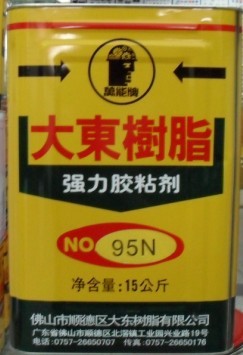 萬能牌
大東樹脂
强力胶粘剂
NO 95N
净含量:15公斤
佛山市顺德区大东树脂有限公司
广东省佛山市顺德区北滘镇工业园兴业路19号
电话:0757-26650707 传真:0757-26650176